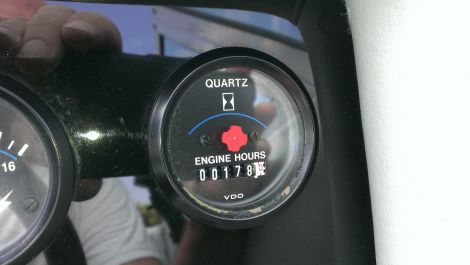 QUARTZ
ENGINE HOURS
00178
VDO
16